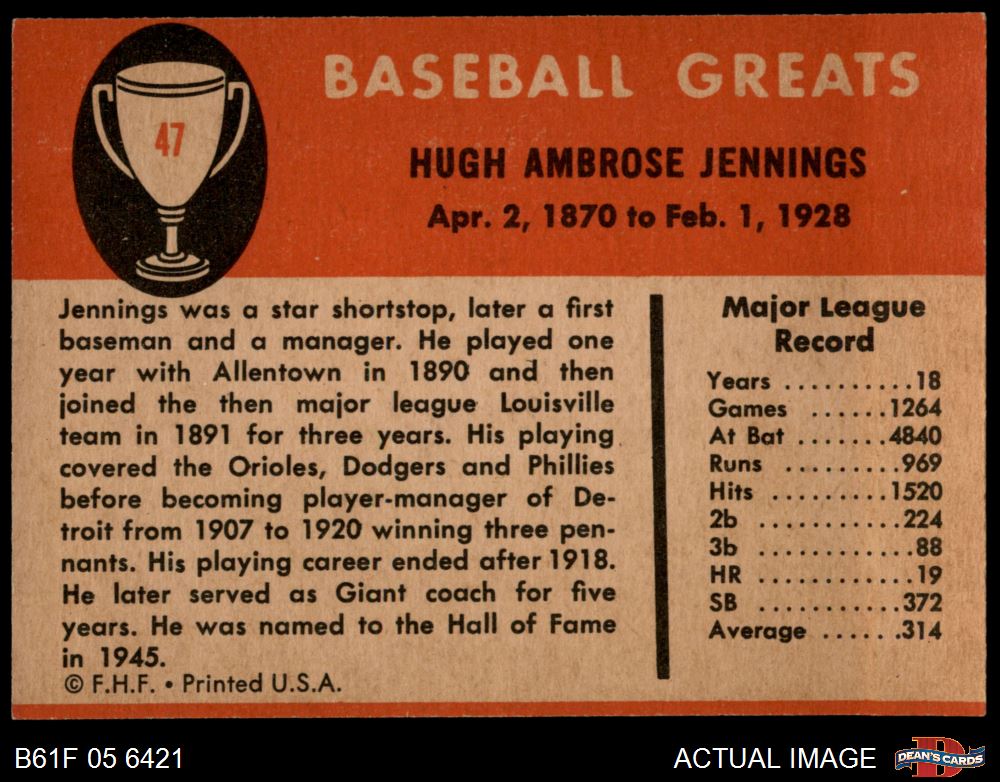 47
BASEBALL GREATS
HUGH AMBROSE JENNINGS
Apr. 2, 1870 to Feb. 1, 1928
Jennings was a star shortstop, later a first
baseman and a manager. He played one
year with Allentown in 1890 and then
joined the then major league Louisville
team in 1891 for three years. His playing
covered the Orioles, Dodgers and Phillies
before becoming player-manager of De-
troit from 1907 to 1920 winning three pen-
nants. His playing career ended after 1918.
He later served as Giant coach for five
years. He was named to the Hall of Fame
in 1945.
© F.H.F. • Printed U.S.A.
Major League
Record
Years ..........18
Games ......1264
At Bat .......4840
Runs .........969
Hits .........1520
2b ..........224
3b ...........88
HR ...........19
SB ..........372
Average ......314
B61F 05 6421
ACTUAL IMAGE
D
DEAN'S CARDS